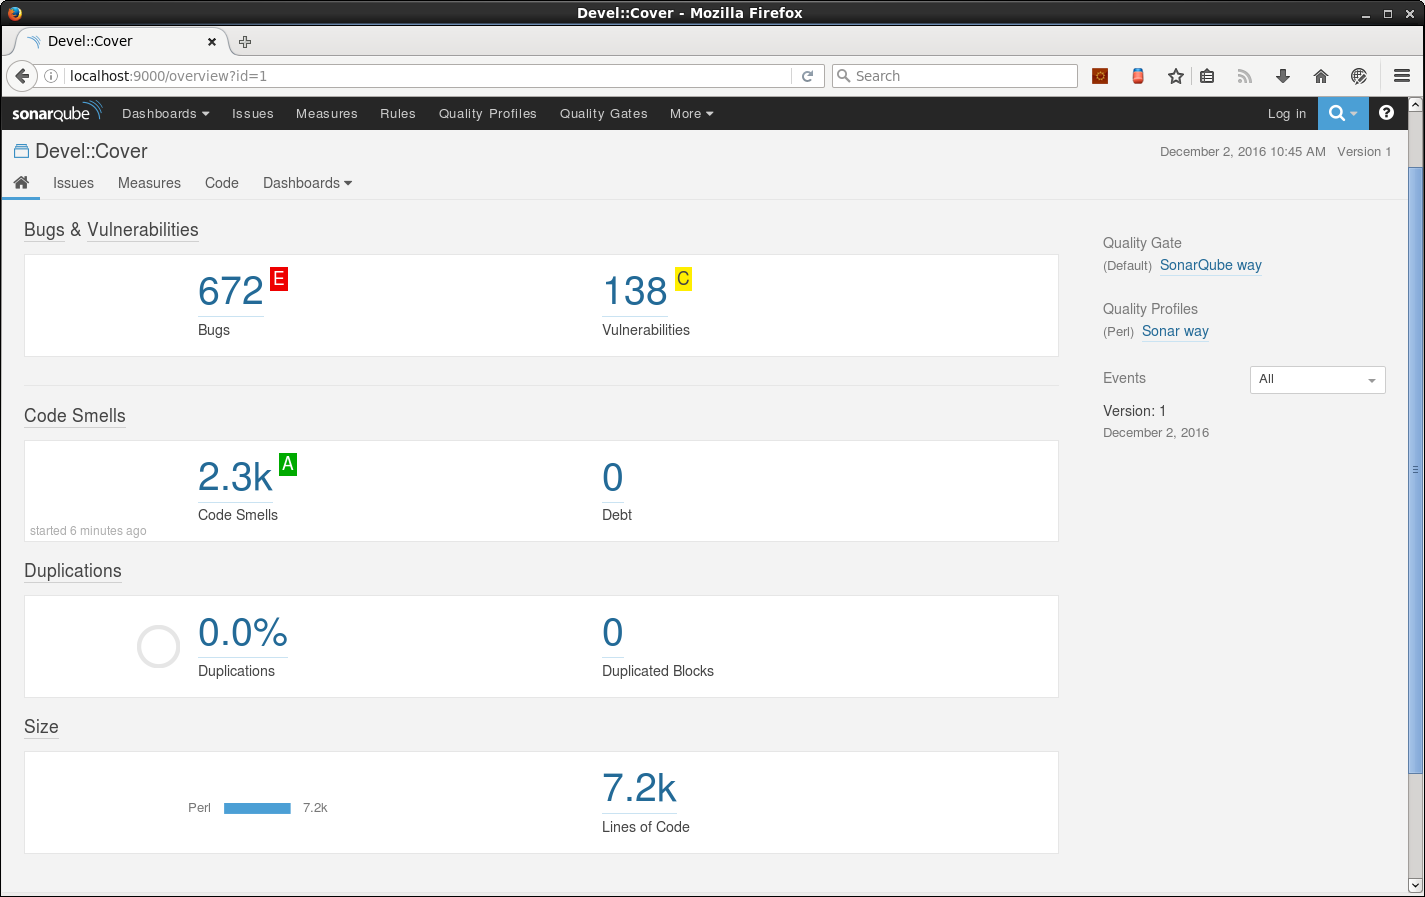 Devel::Cover - Mozilla Firefox
Devel::Cover
localhost:9000/overview?id=1
Search
sonarqube Dashboards Issues Measures Rules Quality Profiles Quality Gates More Log in
Devel::Cover
December 2, 2016 10:45 AM Version 1
Issues Measures Code Dashboards
Bugs & Vulnerabilities
672 E
Bugs
138 C
Vulnerabilities
Code Smells
2.3k A
Code Smells
0
Debt
started 6 minutes ago
Duplications
0.0%
Duplications
0
Duplicated Blocks
Size
Perl 7.2k
7.2k
Lines of Code
Quality Gate
(Default) SonarQube way
Quality Profiles
(Perl) Sonar way
Events All
Version: 1
December 2, 2016